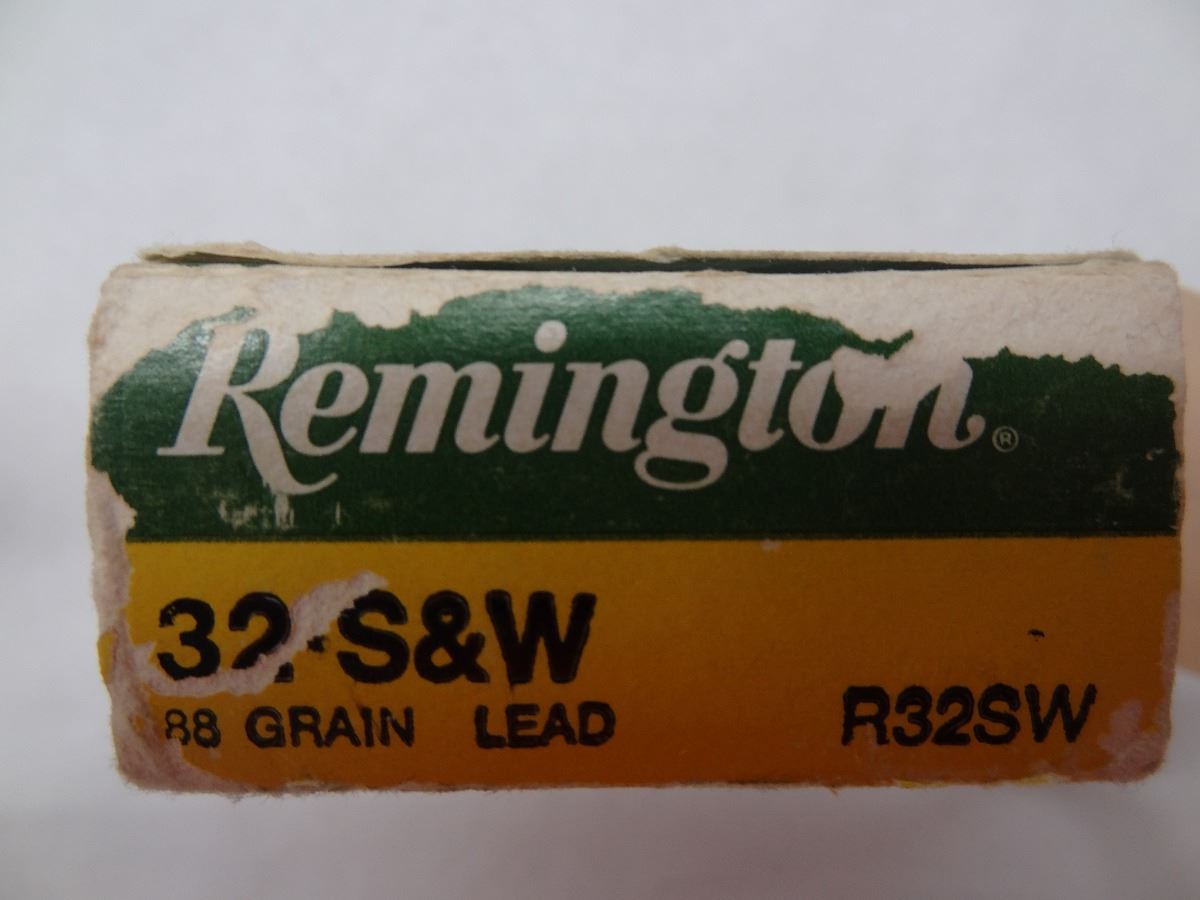 Remington®
32 S&W
88 GRAIN LEAD R32SW